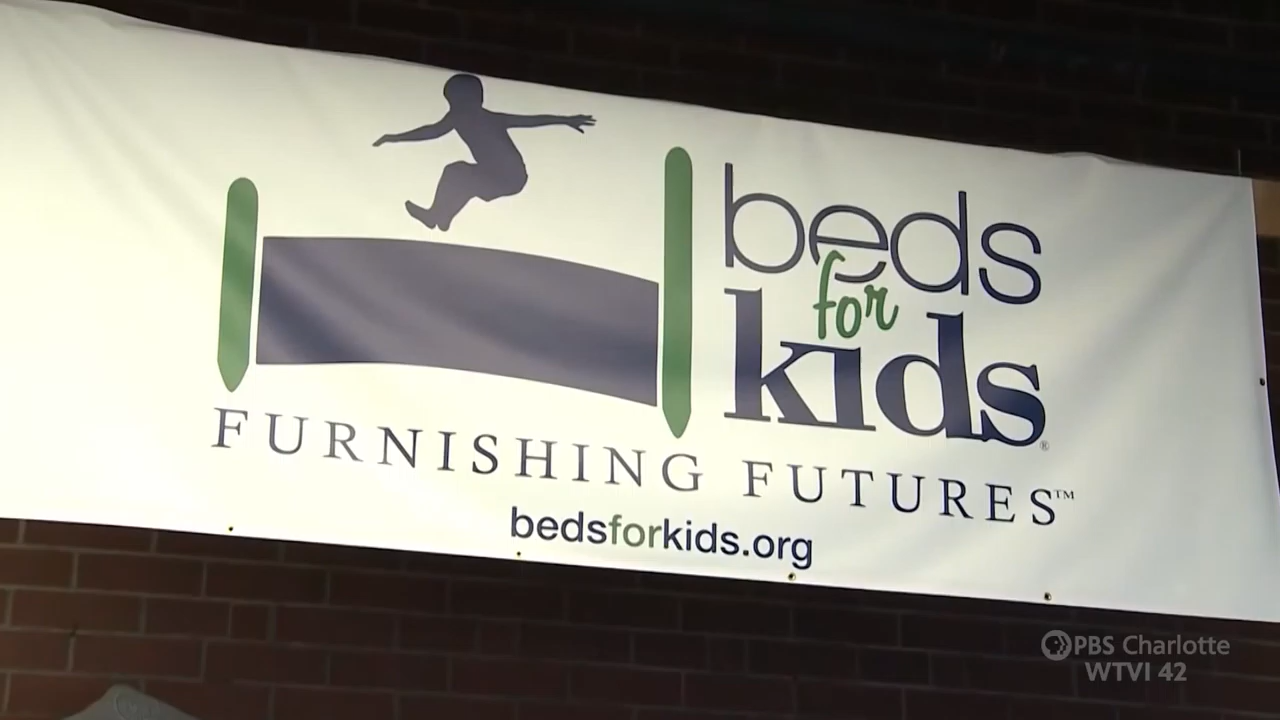 beds
for
kids®
FURNISHING FUTURES™
bedsforkids.org
PBS Charlotte
WTVI 42